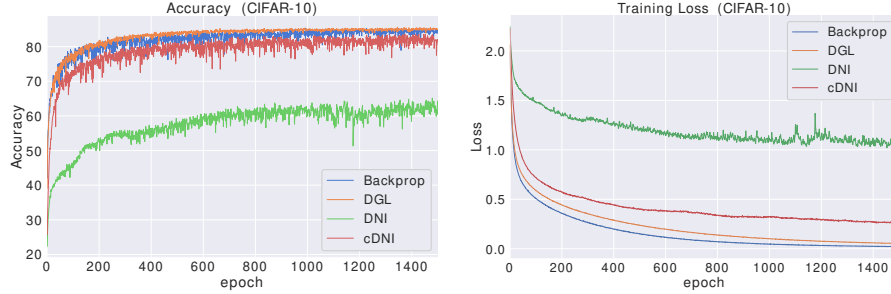 Accuracy (CIFAR-10)
80
70
60
50
40
30
20
Accuracy
0
200
400
600
800
1000
1200
1400
epoch
Backprop
DGL
DNI
cDNI
Training Loss (CIFAR-10)
2.0
1.5
1.0
0.5
0.0
Loss
0
200
400
600
800
1000
1200
1400
epoch
Backprop
DGL
DNI
cDNI